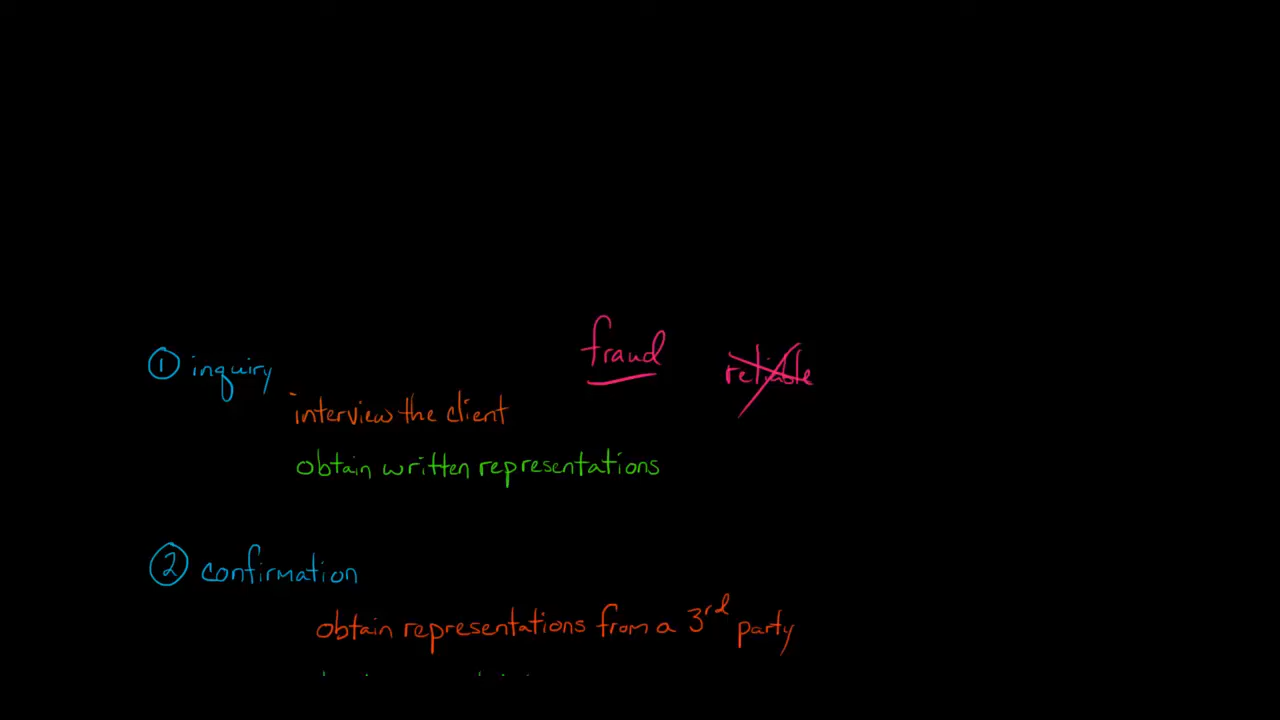 ① inquiry
fraud
reliable
interview the client
obtain written representations
② confirmation
obtain representations from a 3rd party